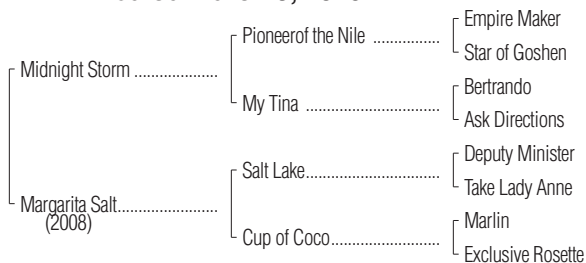 Pioneerof the Nile ................
Empire Maker
Star of Goshen
Midnight Storm ....................
My Tina ................................
Bertrando
Ask Directions
Salt Lake................................
Deputy Minister
Take Lady Anne
Margarita Salt........................
(2008)
Cup of Coco..........................
Marlin
Exclusive Rosette